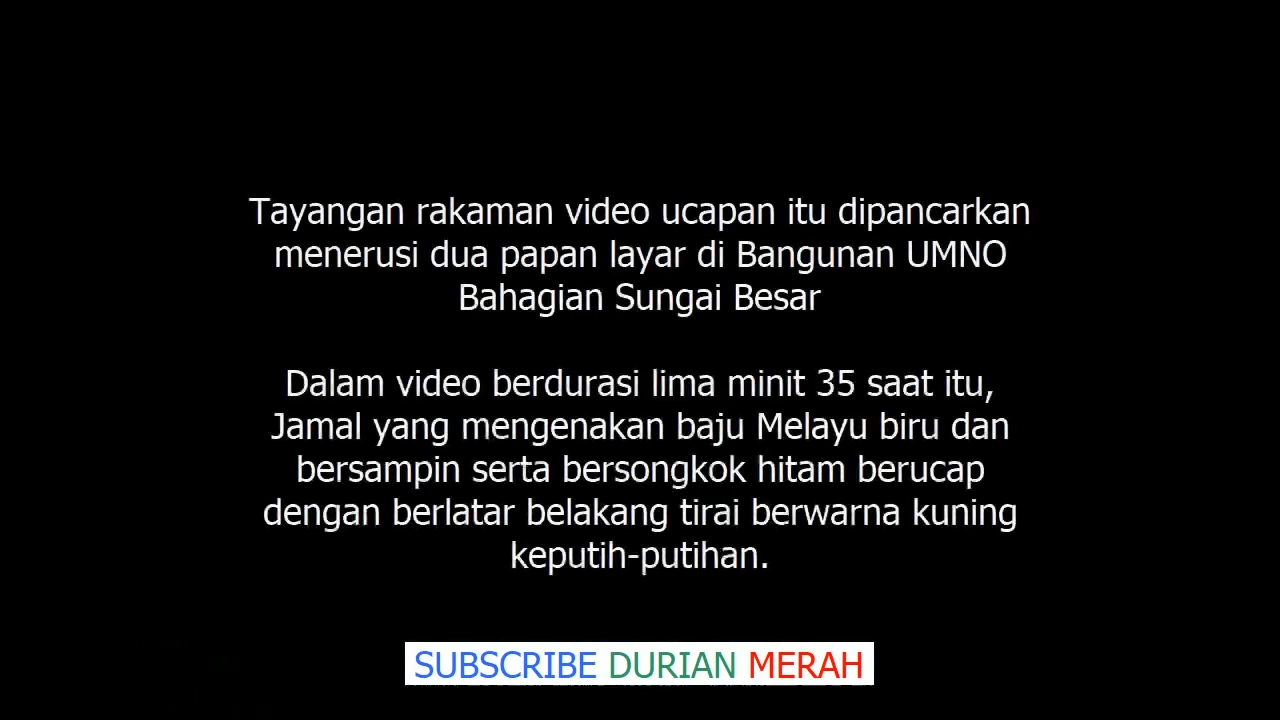 Tayangan rakaman video ucapan itu dipancarkan
menerusi dua papan layar di Bangunan UMNO
Bahagian Sungai Besar
Dalam video berdurasi lima minit 35 saat itu,
Jamal yang mengenakan baju Melayu biru dan
bersampin serta bersongkok hitam berucap
dengan berlatar belakang tirai berwarna kuning
keputih-putihan.
SUBSCRIBE DURIAN MERAH